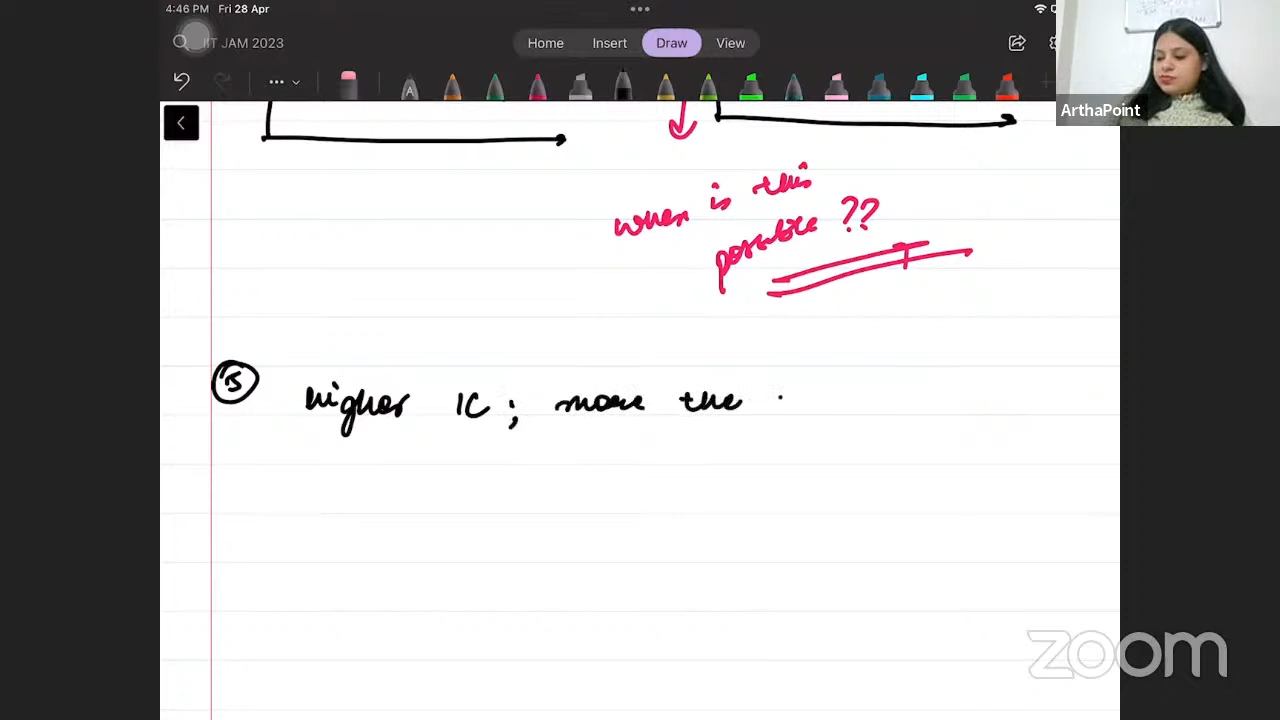 4:46 PM Fri 28 Apr
IIT JAM 2023
Home Insert Draw View
A
ArthaPoint
when is this
possible ??
5
higher IC ; more the
zoom